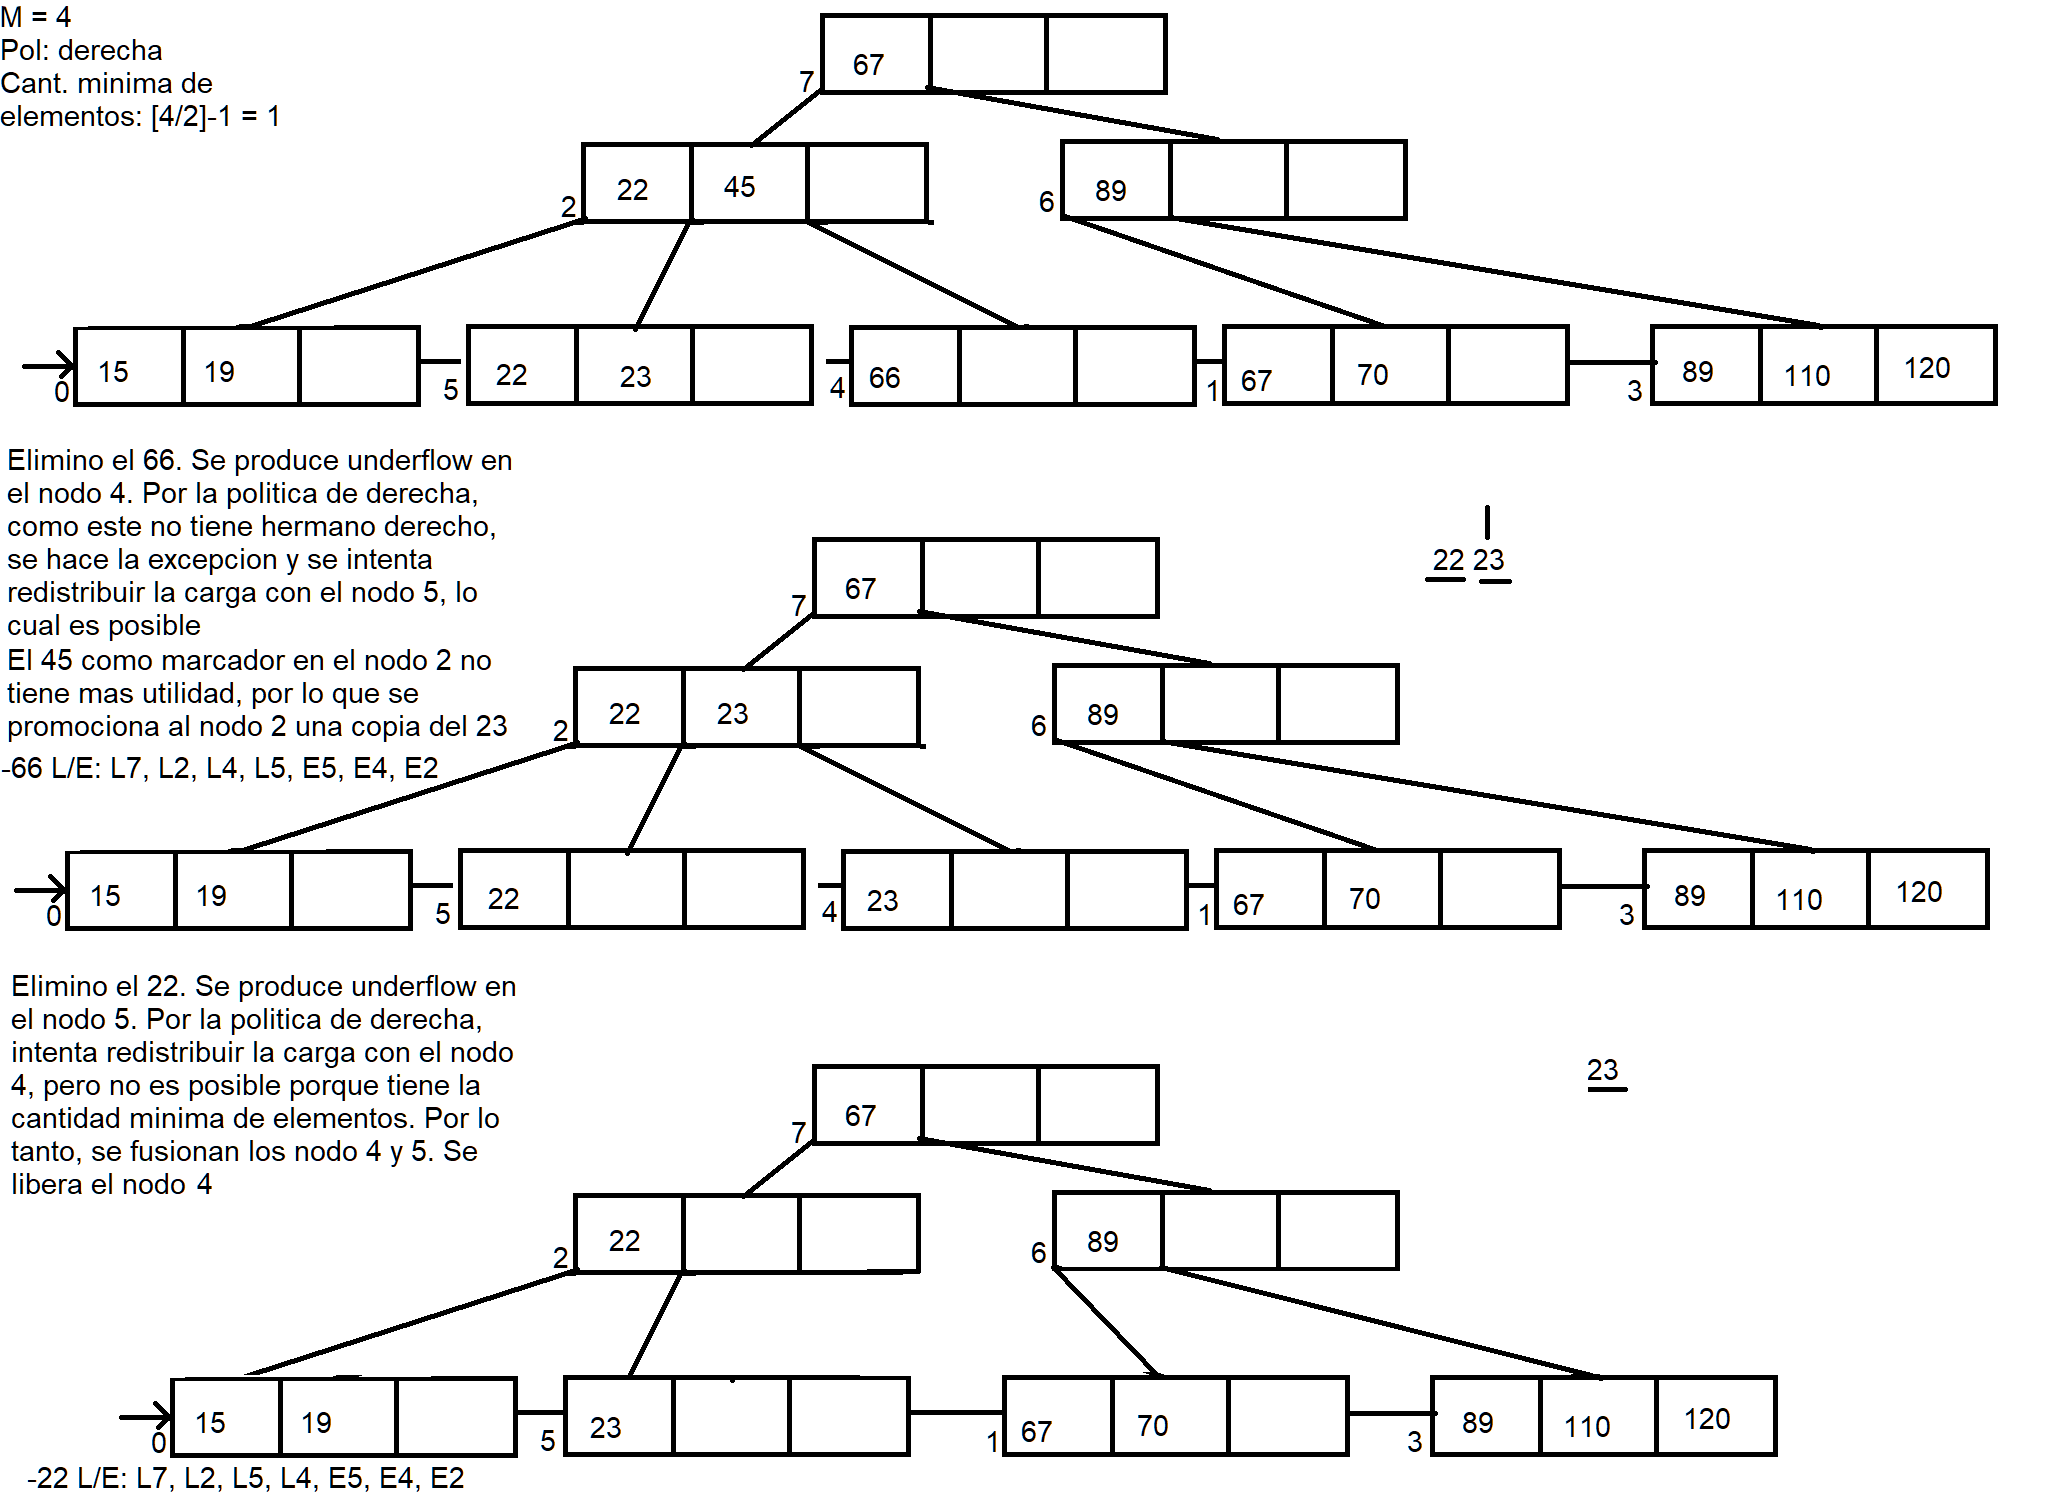 M = 4
Pol: derecha
Cant. minima de
elementos: [4/2]-1 = 1
67
7
22 45
2
89
6
15 19
0
22 23
5
66
4
67 70
1
89 110 120
3
Elimino el 66. Se produce underflow en
el nodo 4. Por la politica de derecha,
como este no tiene hermano derecho,
se hace la excepcion y se intenta
redistribuir la carga con el nodo 5, lo
cual es posible
El 45 como marcador en el nodo 2 no
tiene mas utilidad, por lo que se
promociona al nodo 2 una copia del 23
-66 L/E: L7, L2, L4, L5, E5, E4, E2
22 23
67
7
22 23
2
89
6
15 19
0
22
5
23
4
67 70
1
89 110 120
3
Elimino el 22. Se produce underflow en
el nodo 5. Por la politica de derecha,
intenta redistribuir la carga con el nodo
4, pero no es posible porque tiene la
cantidad minima de elementos. Por lo
tanto, se fusionan los nodo 4 y 5. Se
libera el nodo 4
23
67
7
22
2
89
6
15 19
0
23
5
67 70
1
89 110 120
3
-22 L/E: L7, L2, L5, L4, E5, E4, E2